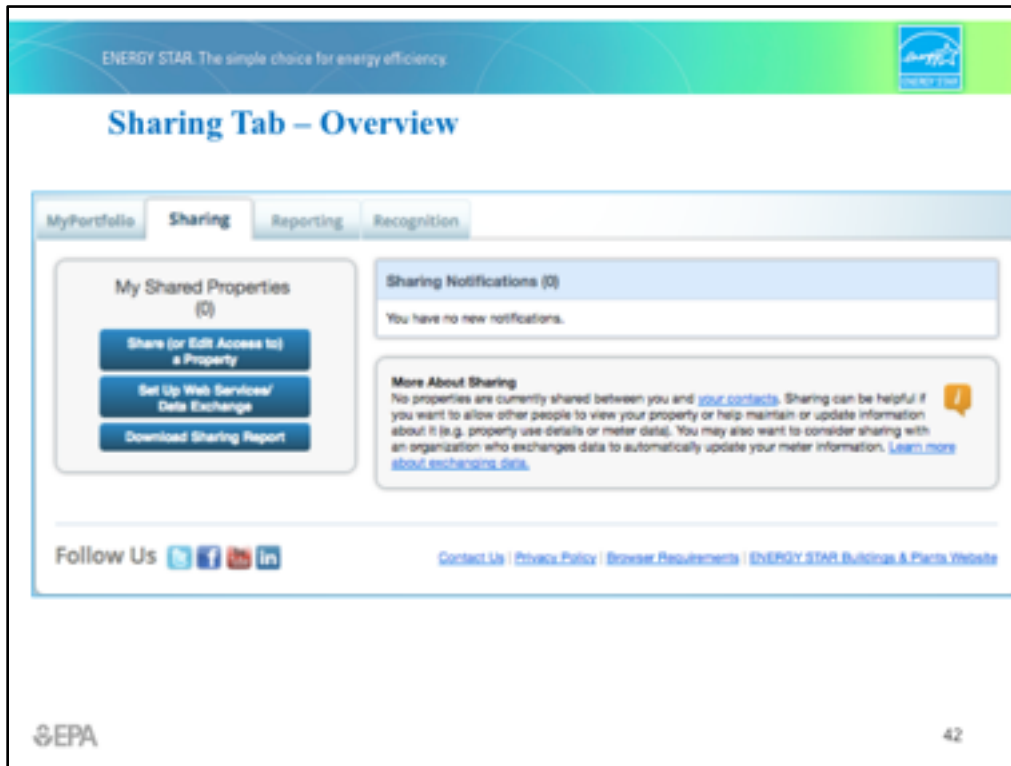 ENERGY STAR. The simple choice for energy efficiency.
ENERGY STAR
Sharing Tab – Overview
MyPortfolio Sharing Reporting Recognition
My Shared Properties
(0)
Share (or Edit Access to)
a Property
Set Up Web Services/
Data Exchange
Download Sharing Report
Sharing Notifications (0)
You have no new notifications.
More About Sharing
No properties are currently shared between you and your contacts. Sharing can be helpful if
you want to allow other people to view your property or help maintain or update information
about it (e.g. property use details or meter data). You may also want to consider sharing with
an organization who exchanges data to automatically update your meter information. Learn more
about exchanging data.
Follow Us
Contact Us | Privacy Policy | Browser Requirements | ENERGY STAR Buildings & Plants Website
EPA
42